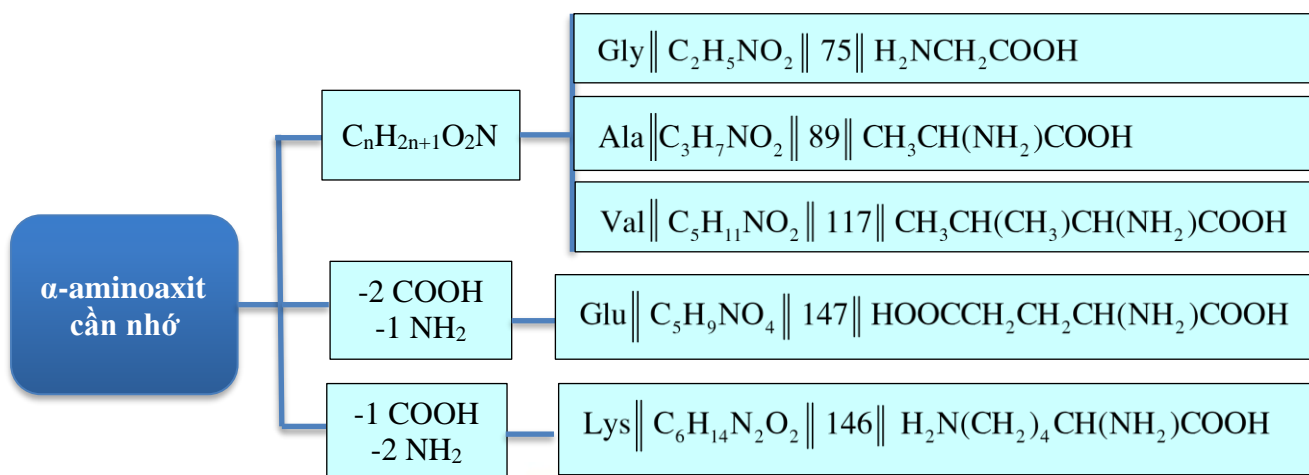 Gly‖ C₂H₅NO₂‖ 75‖ H₂NCH₂COOH
CₙH₂ₙ₊₁O₂N
Ala‖C₃H₇NO₂‖ 89‖ CH₃CH(NH₂)COOH
Val‖ C₅H₁₁NO₂‖ 117‖ CH₃CH(CH₃)CH(NH₂)COOH
α-aminoaxit
cần nhớ
-2 COOH
-1 NH₂
Glu‖ C₅H₉NO₄‖ 147‖ HOOCCH₂CH₂CH(NH₂)COOH
-1 COOH
-2 NH₂
Lys‖ C₆H₁₄N₂O₂‖ 146‖ H₂N(CH₂)₄CH(NH₂)COOH